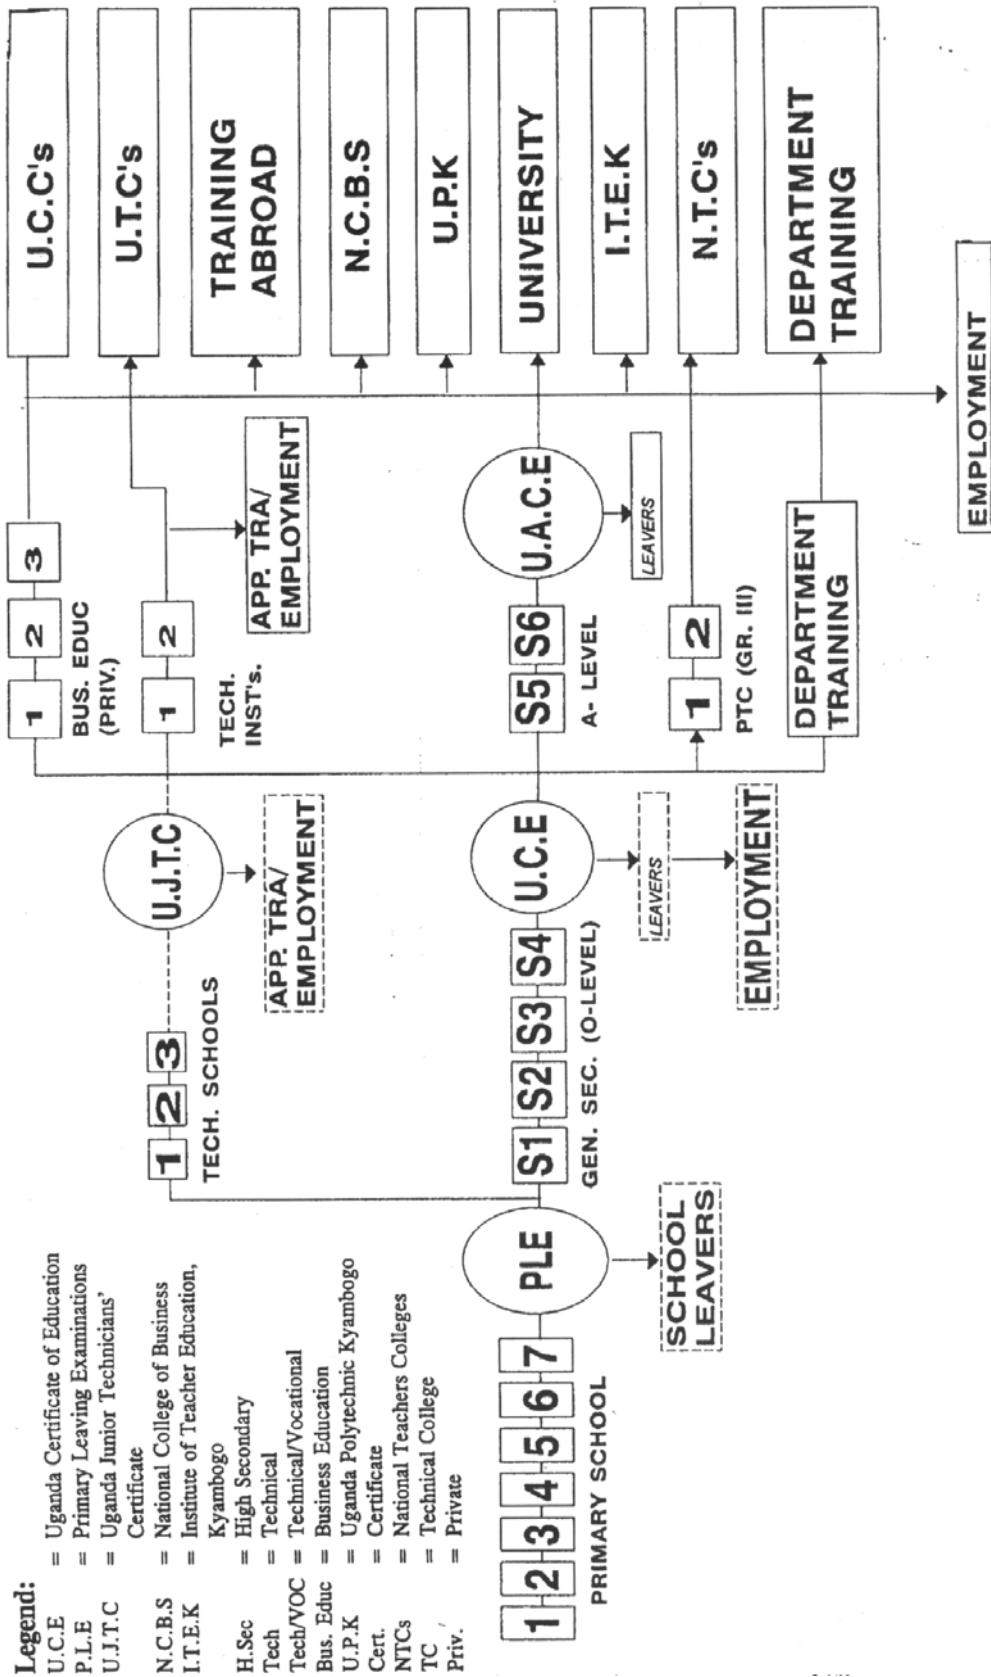 Legend:
U.C.E = Uganda Certificate of Education
P.L.E = Primary Leaving Examinations
U.J.T.C = Uganda Junior Technicians'
Certificate
N.C.B.S = National College of Business
I.T.E.K = Institute of Teacher Education,
Kyambogo
H.Sec = High Secondary
Tech = Technical
Tech/VOC = Technical/Vocational
Bus. Educ = Business Education
U.P.K = Uganda Polytechnic Kyambogo
Cert. = Certificate
NTCs = National Teachers Colleges
TC = Technical College
Priv. = Private
1 2 3 4 5 6 7
PRIMARY SCHOOL
PLE
SCHOOL
LEAVERS
1 2 3
TECH. SCHOOLS
U.J.T.C
APP. TRA/
EMPLOYMENT
S1 S2 S3 S4
GEN. SEC. (O-LEVEL)
U.C.E
LEAVERS
EMPLOYMENT
1 2 3
BUS. EDUC
(PRIV.)
1 2
TECH.
INST's.
APP. TRA/
EMPLOYMENT
S5 S6
A- LEVEL
U.A.C.E
LEAVERS
1 2
PTC (GR. III)
DEPARTMENT
TRAINING
U.C.C's
U.T.C's
TRAINING
ABROAD
N.C.B.S
U.P.K
UNIVERSITY
I.T.E.K
N.T.C's
DEPARTMENT
TRAINING
EMPLOYMENT